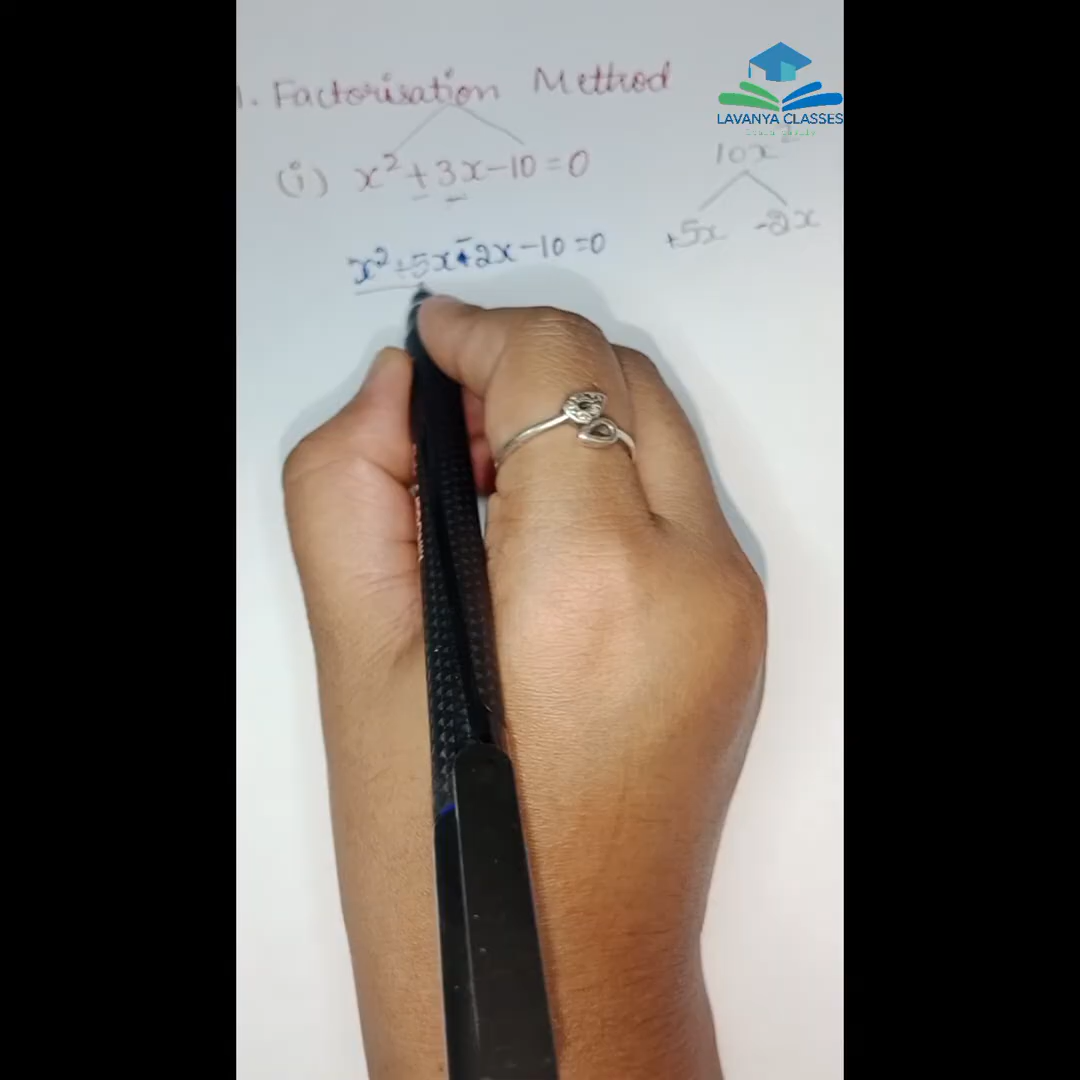 1. Factorisation Method
LAVANYA CLASSES
(i) x² + 3x - 10 = 0
10x²
+5x -2x
x² + 5x - 2x - 10 = 0